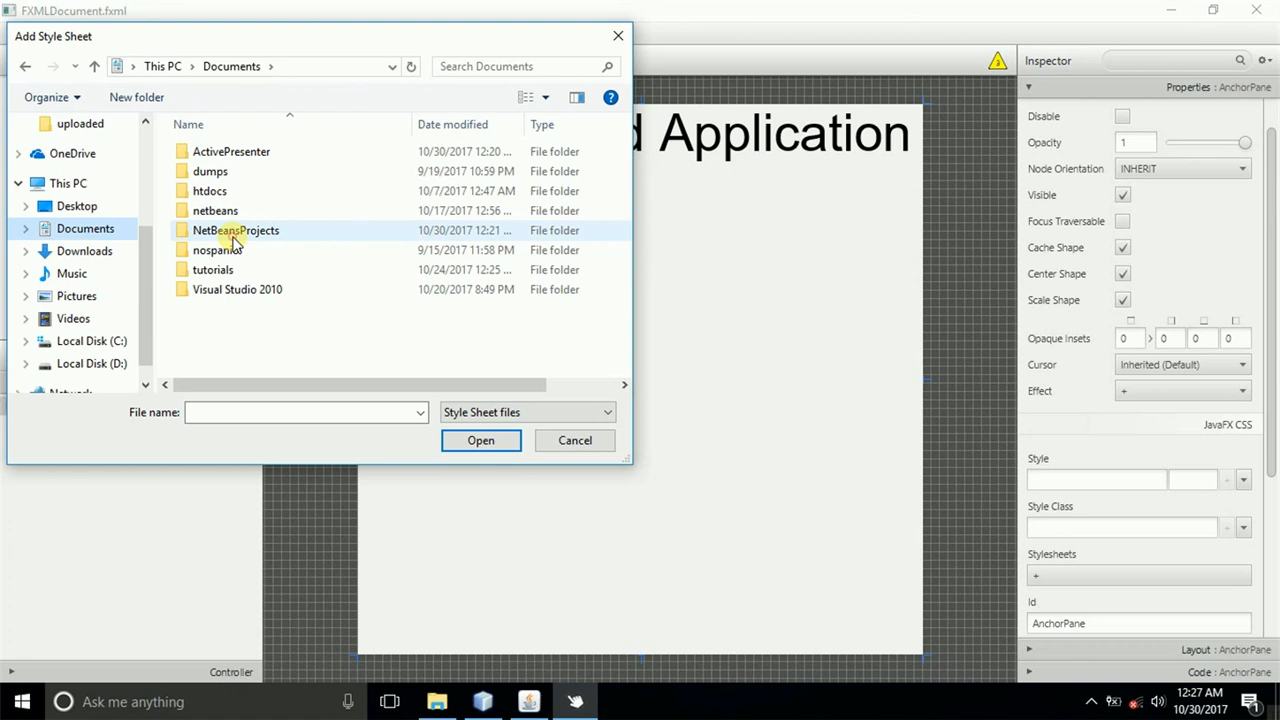 FXMLDocument.fxml
Add Style Sheet
This PC
Documents
Search Documents
Organize
New folder
?
Name
Date modified
Type
uploaded
OneDrive
This PC
Desktop
Documents
Downloads
Music
Pictures
Videos
Local Disk (C:)
Local Disk (D:)
ActivePresenter 10/30/2017 12:20 ... File folder
dumps 9/19/2017 10:59 PM File folder
htdocs 10/7/2017 12:47 AM File folder
netbeans 10/17/2017 12:56 ... File folder
NetBeansProjects 10/30/2017 12:21 ... File folder
9/15/2017 11:58 PM File folder
tutorials 10/24/2017 12:25 ... File folder
Visual Studio 2010 10/20/2017 8:49 PM File folder
File name:
Style Sheet files
Open
Cancel
d Application
Inspector
Properties : AnchorPane
Disable
Opacity 1
Node Orientation INHERIT
Visible
Focus Traversable
Cache Shape
Center Shape
Scale Shape
Opaque Insets 0 0 0 0
Cursor Inherited (Default)
Effect +
JavaFX CSS
Style
+
Style Class
+
Stylesheets
+
Id
AnchorPane
Layout : AnchorPane
Code : AnchorPane
Controller
Ask me anything
12:27 AM
10/30/2017
1